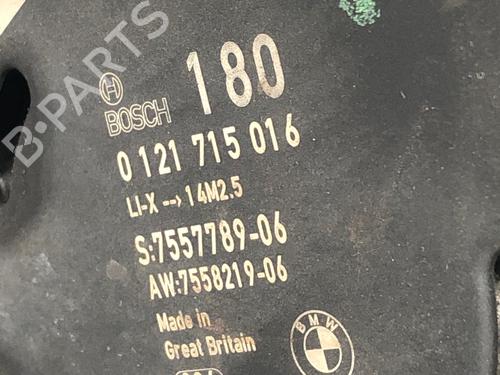 B-PARTS
180
BOSCH
0 121 715 016
LI-X --> 14M2.5
S:7557789-06
AW:7558219-06
Made in
Great Britain
BMW